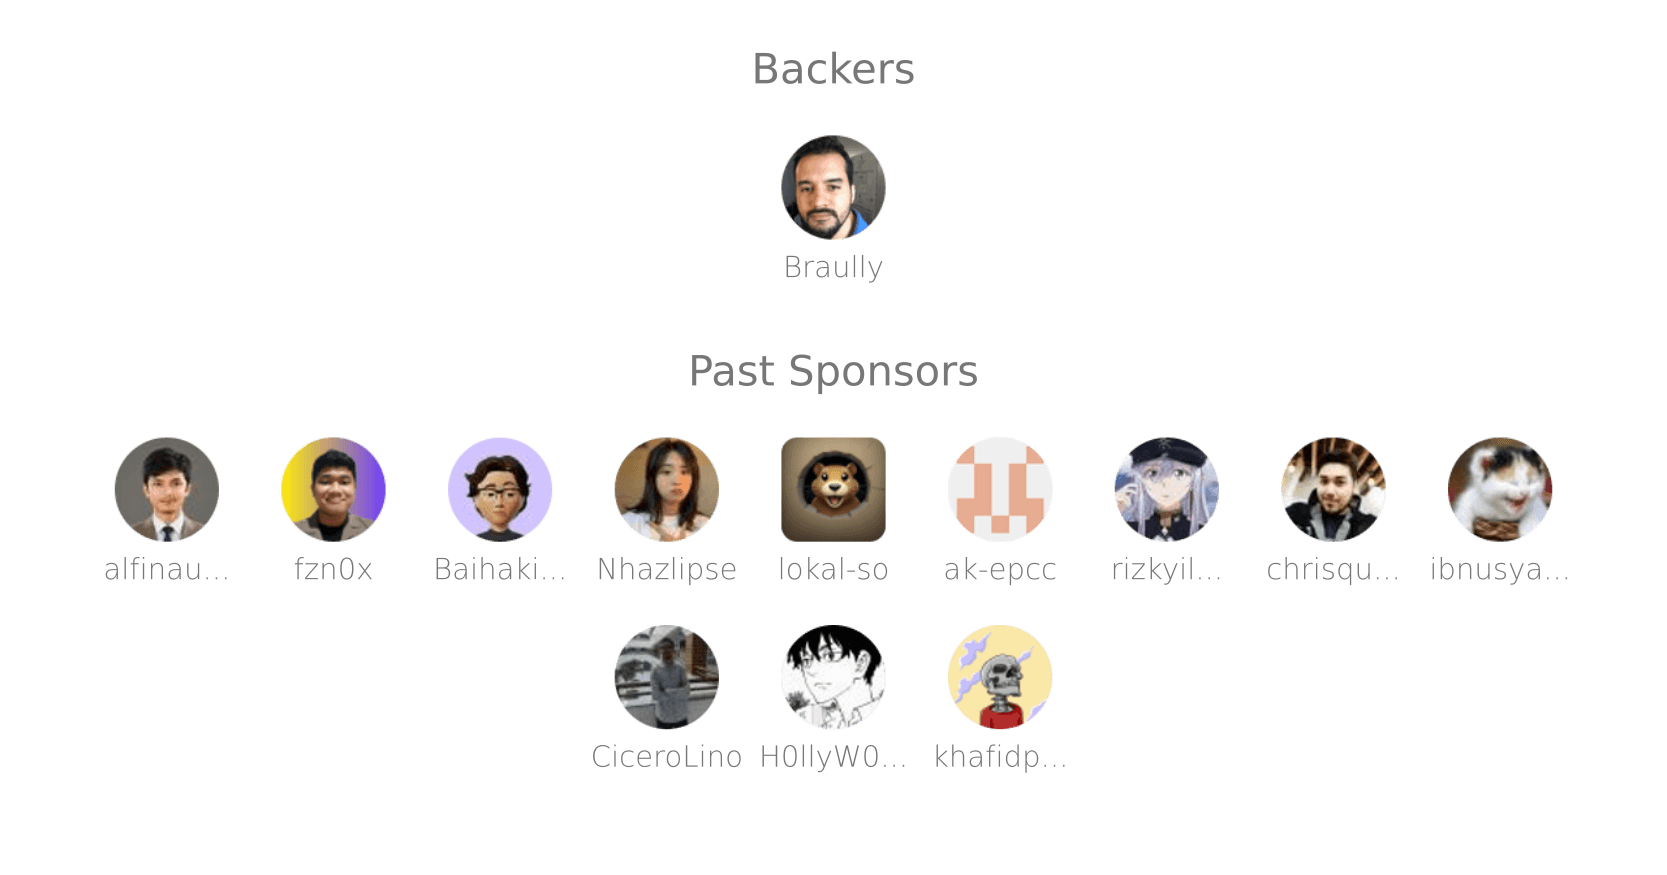 Backers
Braully
Past Sponsors
alfinau... fzn0x Baihaki... Nhazlipse lokal-so ak-epcc rizkyil... chrisqu... ibnusya...
CiceroLino H0llyW0... khafidp...